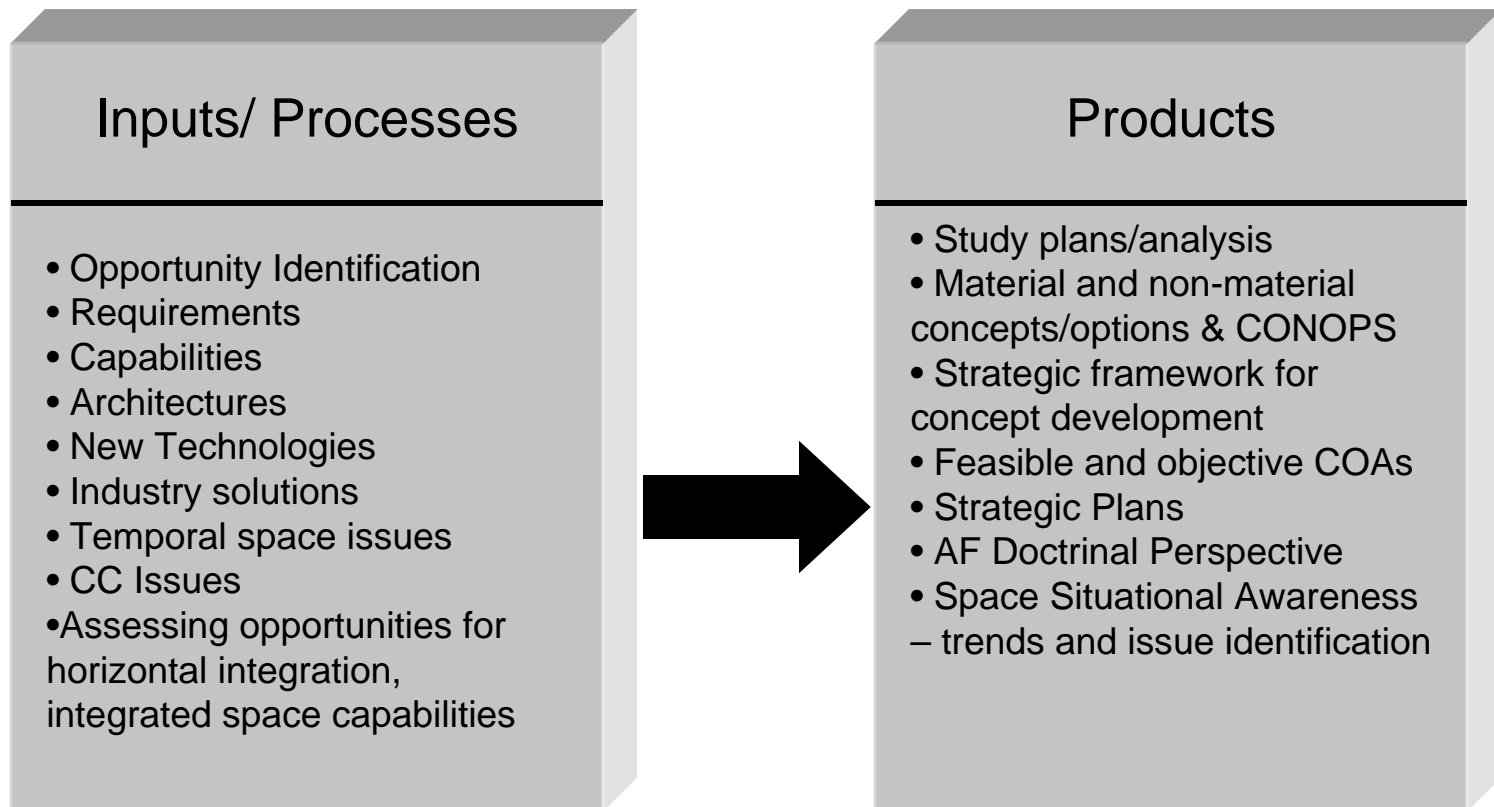 Inputs/ Processes
• Opportunity Identification
• Requirements
• Capabilities
• Architectures
• New Technologies
• Industry solutions
• Temporal space issues
• CC Issues
•Assessing opportunities for
horizontal integration,
integrated space capabilities
Products
• Study plans/analysis
• Material and non-material
concepts/options & CONOPS
• Strategic framework for
concept development
• Feasible and objective COAs
• Strategic Plans
• AF Doctrinal Perspective
• Space Situational Awareness
– trends and issue identification